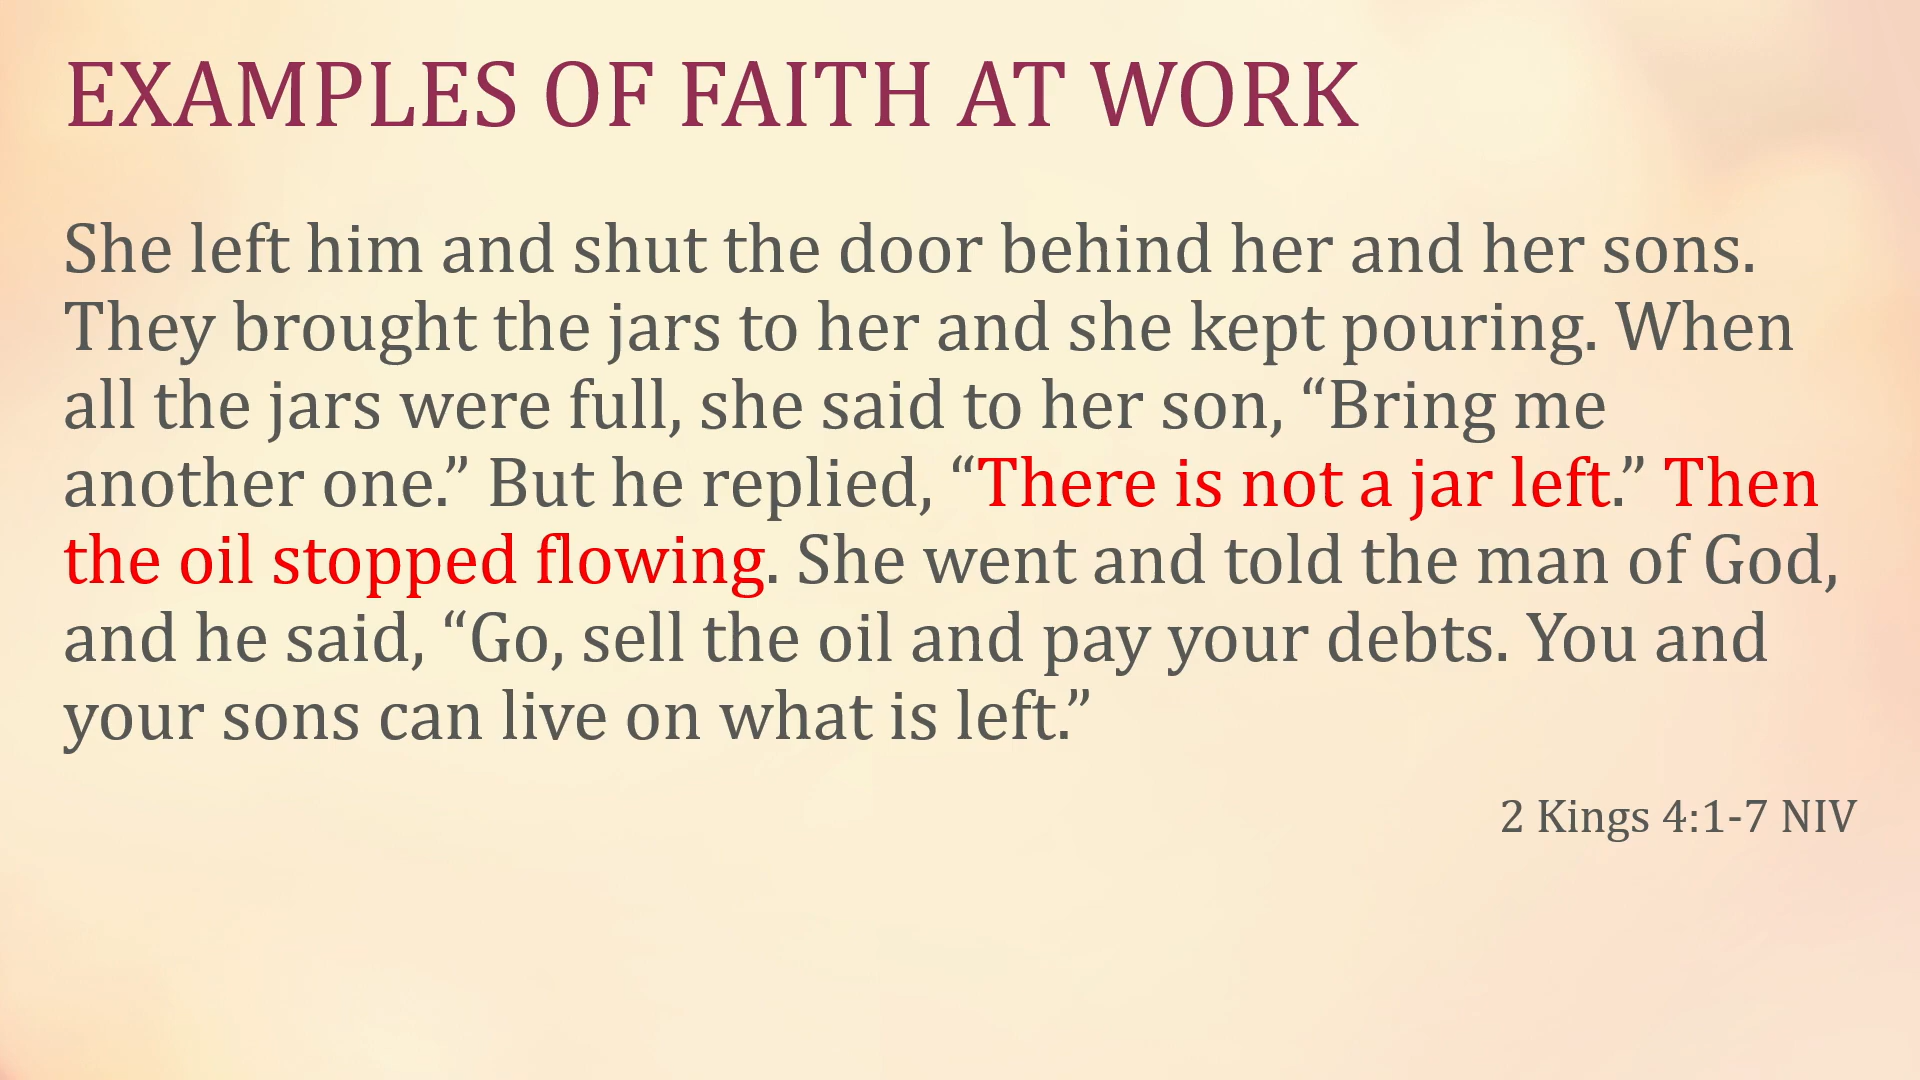 EXAMPLES OF FAITH AT WORK
She left him and shut the door behind her and her sons.
They brought the jars to her and she kept pouring. When
all the jars were full, she said to her son, “Bring me
another one.” But he replied, “There is not a jar left.” Then
the oil stopped flowing. She went and told the man of God,
and he said, “Go, sell the oil and pay your debts. You and
your sons can live on what is left.”
2 Kings 4:1-7 NIV